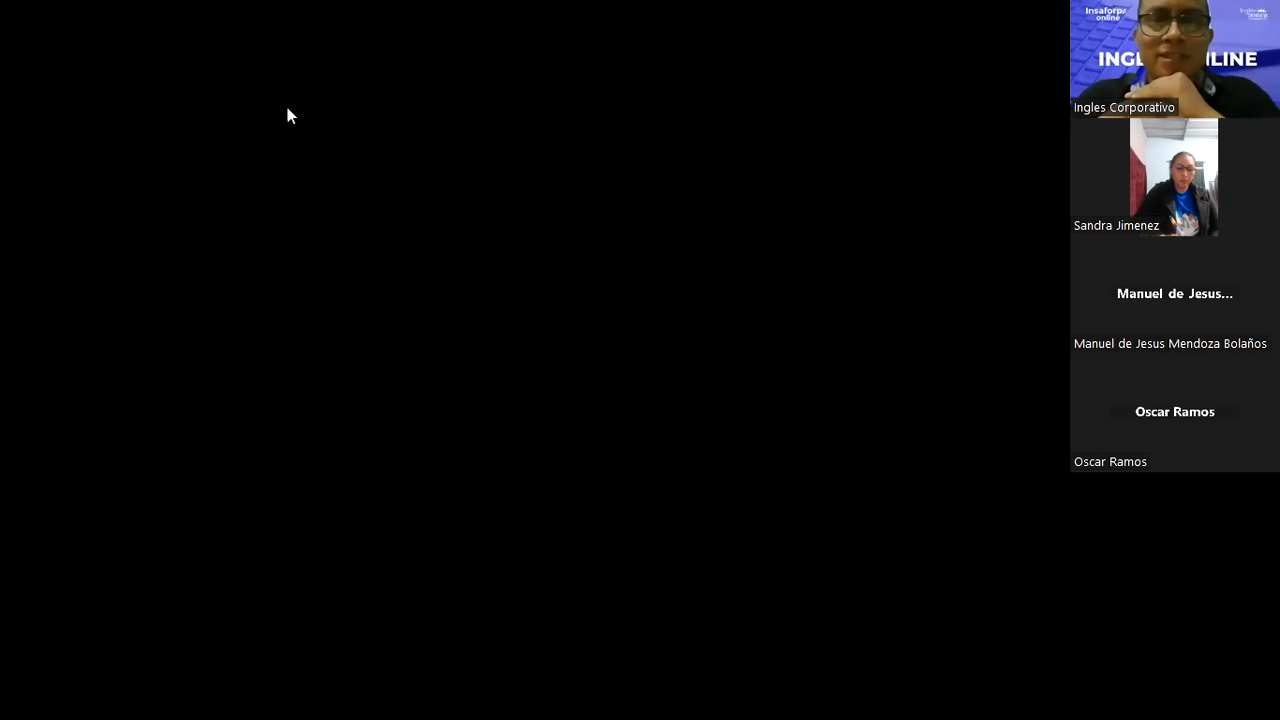 Insaforp
online
INGL
LINE
Ingles Corporativo
Sandra Jimenez
Manuel de Jesus...
Manuel de Jesus Mendoza Bolaños
Oscar Ramos
Oscar Ramos